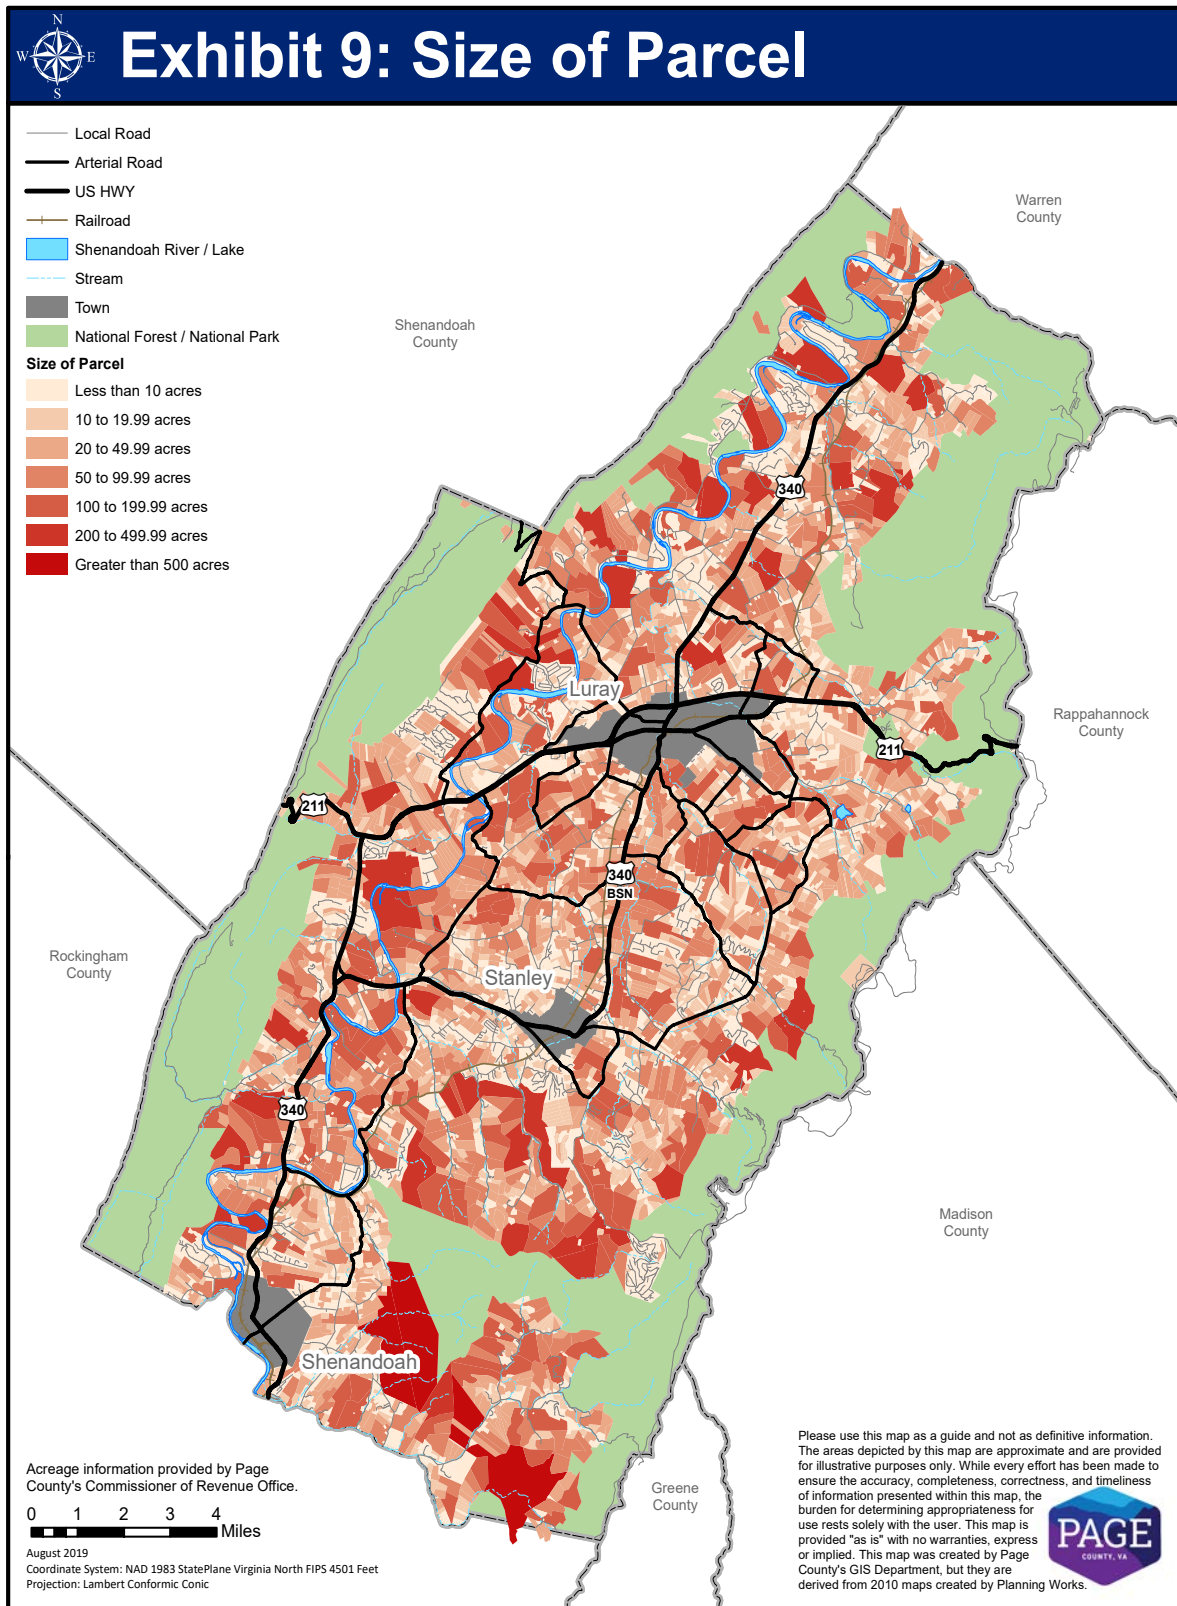 N
W E
S
Exhibit 9: Size of Parcel
Local Road
Arterial Road
US HWY
Railroad
Shenandoah River / Lake
Stream
Town
National Forest / National Park
Size of Parcel
Less than 10 acres
10 to 19.99 acres
20 to 49.99 acres
50 to 99.99 acres
100 to 199.99 acres
200 to 499.99 acres
Greater than 500 acres
Warren
County
Shenandoah
County
340
Luray
Rappahannock
County
211
211
340
BSN
Rockingham
County
Stanley
340
Madison
County
Shenandoah
Greene
County
Acreage information provided by Page
County's Commissioner of Revenue Office.
0 1 2 3 4
Miles
August 2019
Coordinate System: NAD 1983 StatePlane Virginia North FIPS 4501 Feet
Projection: Lambert Conformic Conic
Please use this map as a guide and not as definitive information.
The areas depicted by this map are approximate and are provided
for illustrative purposes only. While every effort has been made to
ensure the accuracy, completeness, correctness, and timeliness
of information presented within this map, the
burden for determining appropriateness for
use rests solely with the user. This map is
provided "as is" with no warranties, express
or implied. This map was created by Page
County's GIS Department, but they are
derived from 2010 maps created by Planning Works.
PAGE
COUNTY, VA